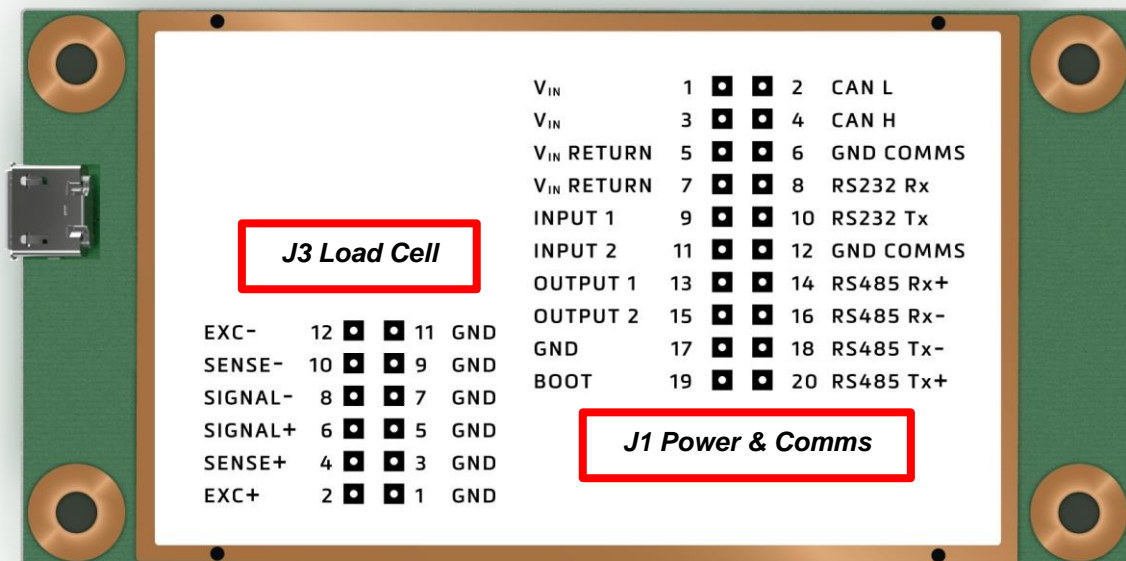 V_IN 1 2 CAN L
V_IN 3 4 CAN H
V_IN RETURN 5 6 GND COMMS
V_IN RETURN 7 8 RS232 Rx
INPUT 1 9 10 RS232 Tx
INPUT 2 11 12 GND COMMS
OUTPUT 1 13 14 RS485 Rx+
OUTPUT 2 15 16 RS485 Rx-
GND 17 18 RS485 Tx-
BOOT 19 20 RS485 Tx+
J1 Power & Comms
J3 Load Cell
EXC- 12 11 GND
SENSE- 10 9 GND
SIGNAL- 8 7 GND
SIGNAL+ 6 5 GND
SENSE+ 4 3 GND
EXC+ 2 1 GND